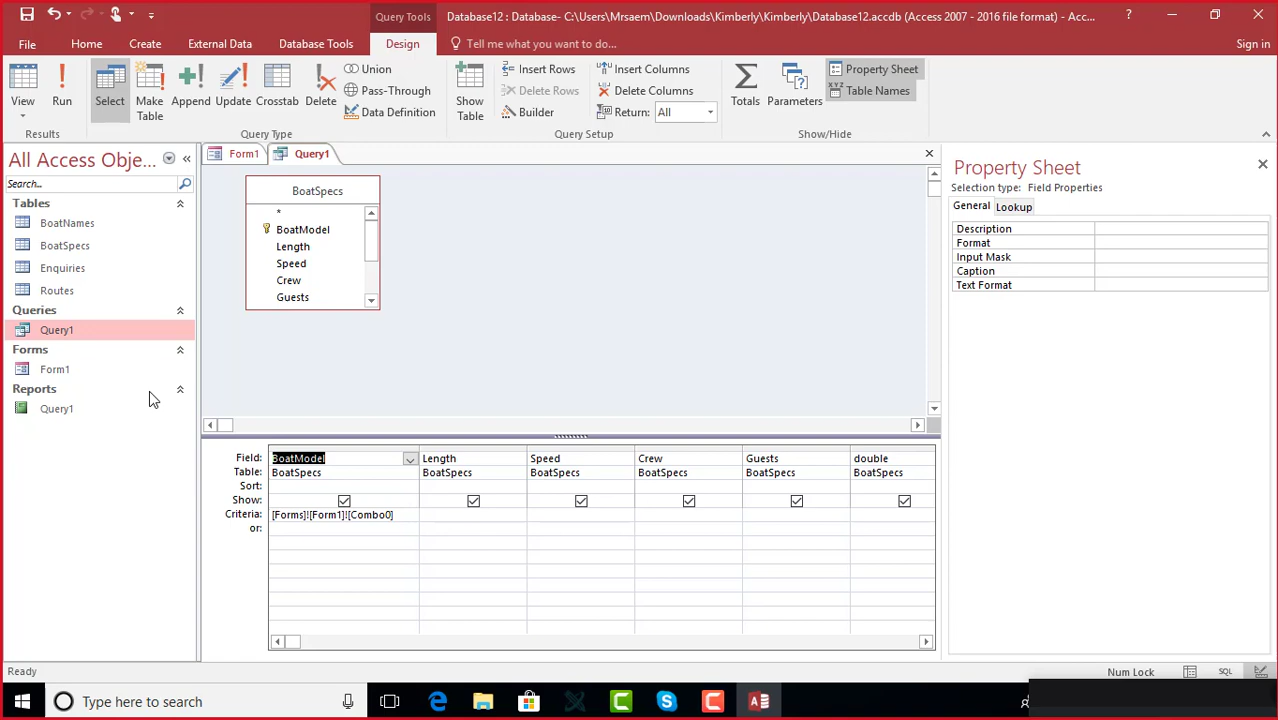 Query Tools
Database12 : Database- C:\Users\Mrsaem\Downloads\Kimberly\Kimberly\Database12.accdb (Access 2007 - 2016 file format) - Acc...
?
File
Home
Create
External Data
Database Tools
Design
Tell me what you want to do...
Sign in
View
Run
Select
Make Table
Append
Update
Crosstab
Delete
Union
Pass-Through
Data Definition
Show Table
Insert Rows
Delete Rows
Builder
Insert Columns
Delete Columns
Return: All
Totals
Parameters
Property Sheet
XYZ Table Names
Results
Query Type
Query Setup
Show/Hide
All Access Obje...
Search...
Tables
BoatNames
BoatSpecs
Enquiries
Routes
Queries
Query1
Forms
Form1
Reports
Query1
Form1
Query1
BoatSpecs
*
BoatModel
Length
Speed
Crew
Guests
Field: BoatModel Length Speed Crew Guests double
Table: BoatSpecs BoatSpecs BoatSpecs BoatSpecs BoatSpecs BoatSpecs
Sort:
Show:
Criteria: [Forms]![Form1]![Combo0]
or:
Property Sheet
Selection type: Field Properties
General
Lookup
Description
Format
Input Mask
Caption
Text Format
Ready
Num Lock
SQL
Type here to search